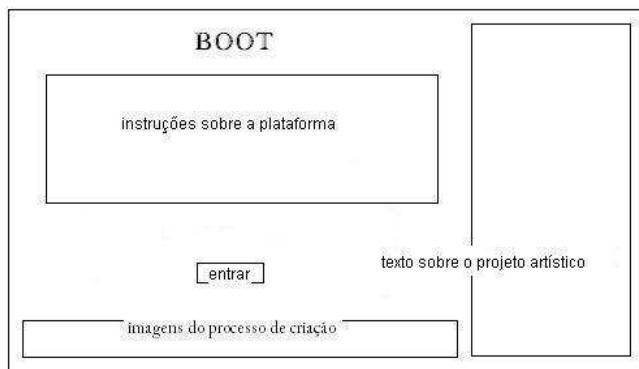 BOOT
instruções sobre a plataforma
entrar
texto sobre o projeto artístico
imagens do processo de criação